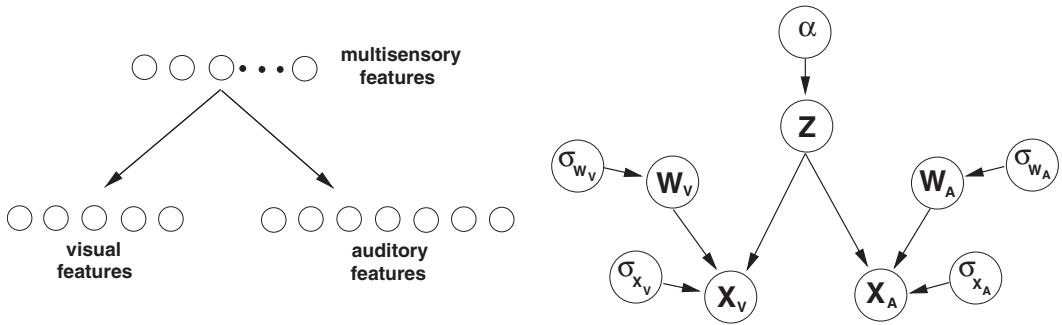 multisensory
features
visual
features
auditory
features
α
Z
σ_{W_V}
W_V
W_A
σ_{W_A}
σ_{X_V}
X_V
X_A
σ_{X_A}